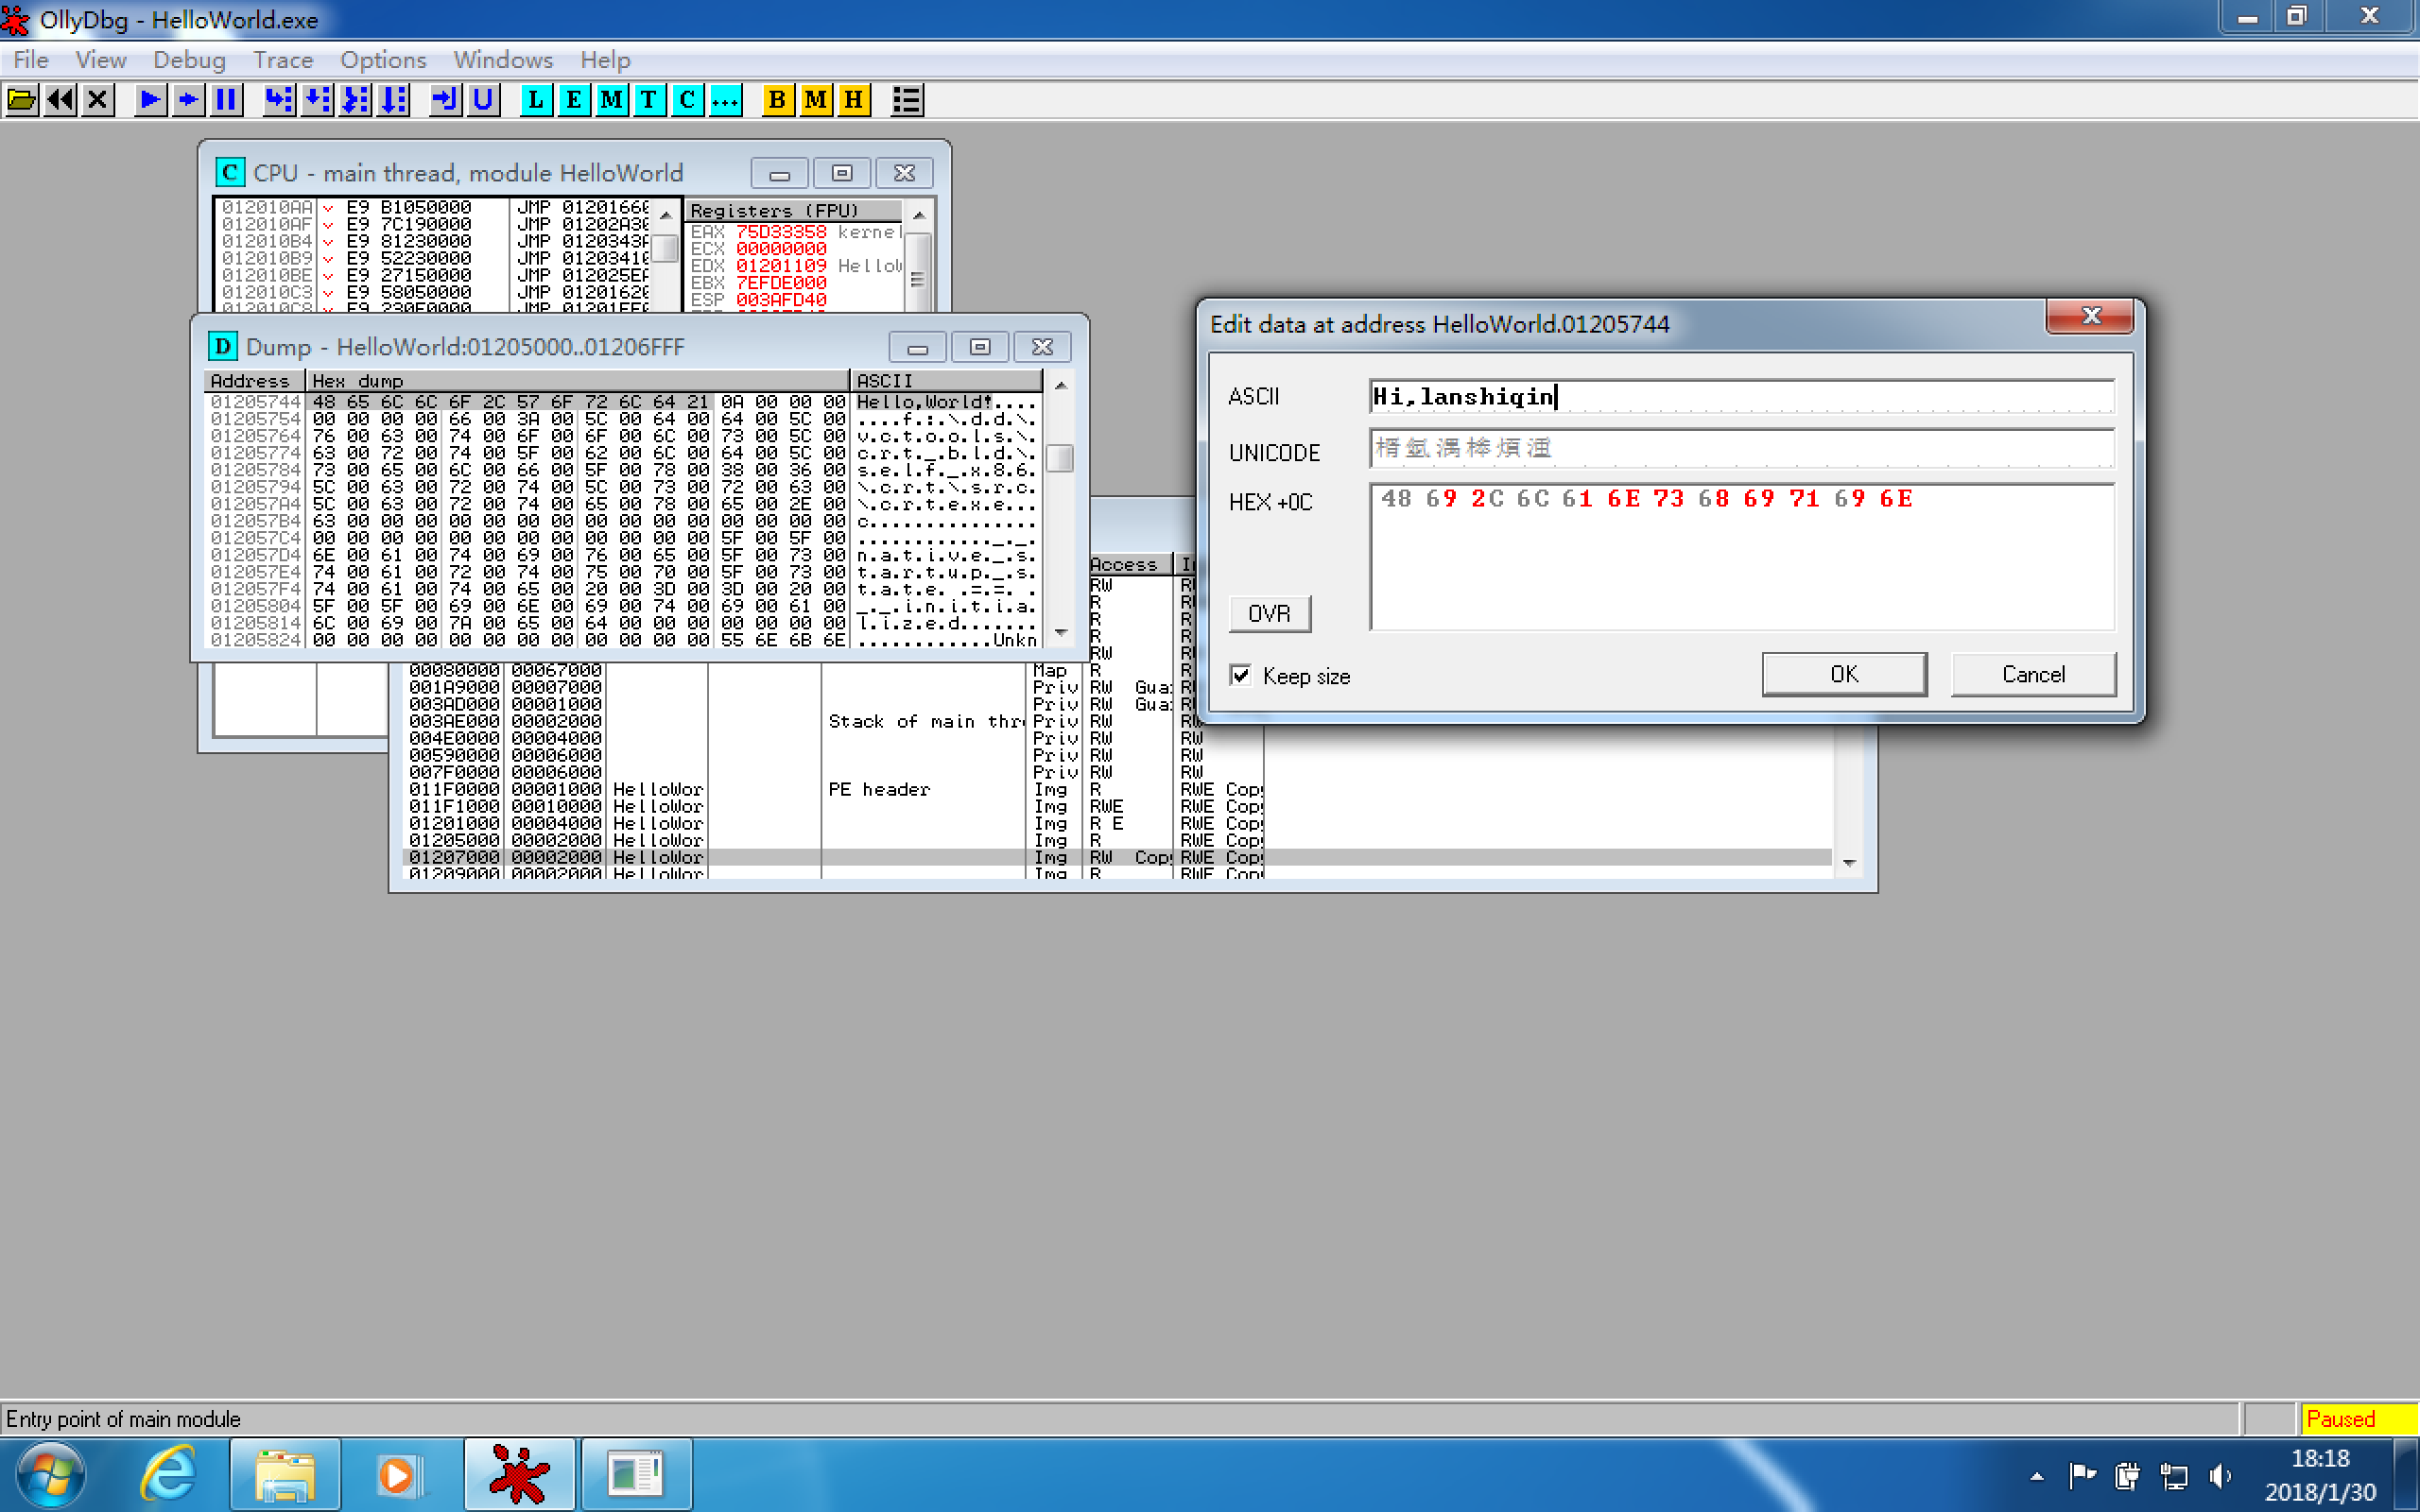 OllyDbg - HelloWorld.exe
File View Debug Trace Options Windows Help
L E M T C ... B M H
C CPU - main thread, module HelloWorld
012010AA E9 B1050000 JMP 0120166
012010AF E9 7C190000 JMP 01202A3
012010B4 E9 81230000 JMP 0120343
012010B9 E9 52230000 JMP 0120341
012010BE E9 27150000 JMP 012025E
012010C3 E9 58050000 JMP 0120162
Registers (FPU)
EAX 75D33358 kernel
ECX 00000000
EDX 01201109 Hello
EBX 7EFDE000
ESP 003AFD40
D Dump - HelloWorld:01205000..01206FFF
Address Hex dump ASCII
01205744 48 65 6C 6C 6F 2C 57 6F 72 6C 64 21 0A 00 00 00 Hello,World!....
01205754 00 00 00 00 66 00 3A 00 5C 00 64 00 64 00 5C 00 ....f.:.\.d.d.\.
01205764 76 00 63 00 74 00 6F 00 6F 00 6C 00 73 00 5C 00 v.c.t.o.o.l.s.\.
01205774 63 00 72 00 74 00 5F 00 62 00 6C 00 64 00 5C 00 c.r.t._.b.l.d.\.
01205784 73 00 65 00 6C 00 66 00 5F 00 78 00 38 00 36 00 s.e.l.f._.x.8.6.
01205794 5C 00 63 00 72 00 74 00 5C 00 73 00 72 00 63 00 \.c.r.t.\.s.r.c.
012057A4 5C 00 63 00 72 00 74 00 65 00 78 00 65 00 2E 00 \.c.r.t.e.x.e...
012057B4 63 00 00 00 00 00 00 00 00 00 00 00 00 00 00 00 c...............
012057C4 00 00 00 00 00 00 00 00 00 00 00 00 5F 00 5F 00 ............_._.
012057D4 6E 00 61 00 74 00 69 00 76 00 65 00 5F 00 73 00 n.a.t.i.v.e._.s.
012057E4 74 00 61 00 72 00 74 00 75 00 70 00 5F 00 73 00 t.a.r.t.u.p._.s.
012057F4 74 00 61 00 74 00 65 00 20 00 3D 00 3D 00 20 00 t.a.t.e. .=.=. .
01205804 5F 00 5F 00 69 00 6E 00 69 00 74 00 69 00 61 00 _._.i.n.i.t.i.a.
01205814 6C 00 69 00 7A 00 65 00 64 00 00 00 00 00 00 00 l.i.z.e.d.......
01205824 00 00 00 00 00 00 00 00 00 00 00 00 55 6E 6B 6E ............Unkn
Edit data at address HelloWorld.01205744
ASCII Hi,lanshiqin
UNICODE
HEX +0C 48 69 2C 6C 61 6E 73 68 69 71 69 6E
OVR
Keep size OK Cancel
Access
RW
R
R
R
RW
00080000 00067000 Map R
001A9000 00007000 Priv RW Gua
003AD000 00001000 Priv RW Gua
003AE000 00002000 Stack of main thr Priv RW RW
004E0000 00004000 Priv RW RW
00590000 00006000 Priv RW RW
007F0000 00006000 Priv RW RW
011F0000 00001000 HelloWor PE header Img R RWE Cop
011F1000 00010000 HelloWor Img RWE RWE Cop
01201000 00004000 HelloWor Img R E RWE Cop
01205000 00002000 HelloWor Img R RWE Cop
01207000 00002000 HelloWor Img RW Cop RWE Cop
01209000 00002000 HelloWor Img R RWE Cop
Entry point of main module
Paused
18:18
2018/1/30